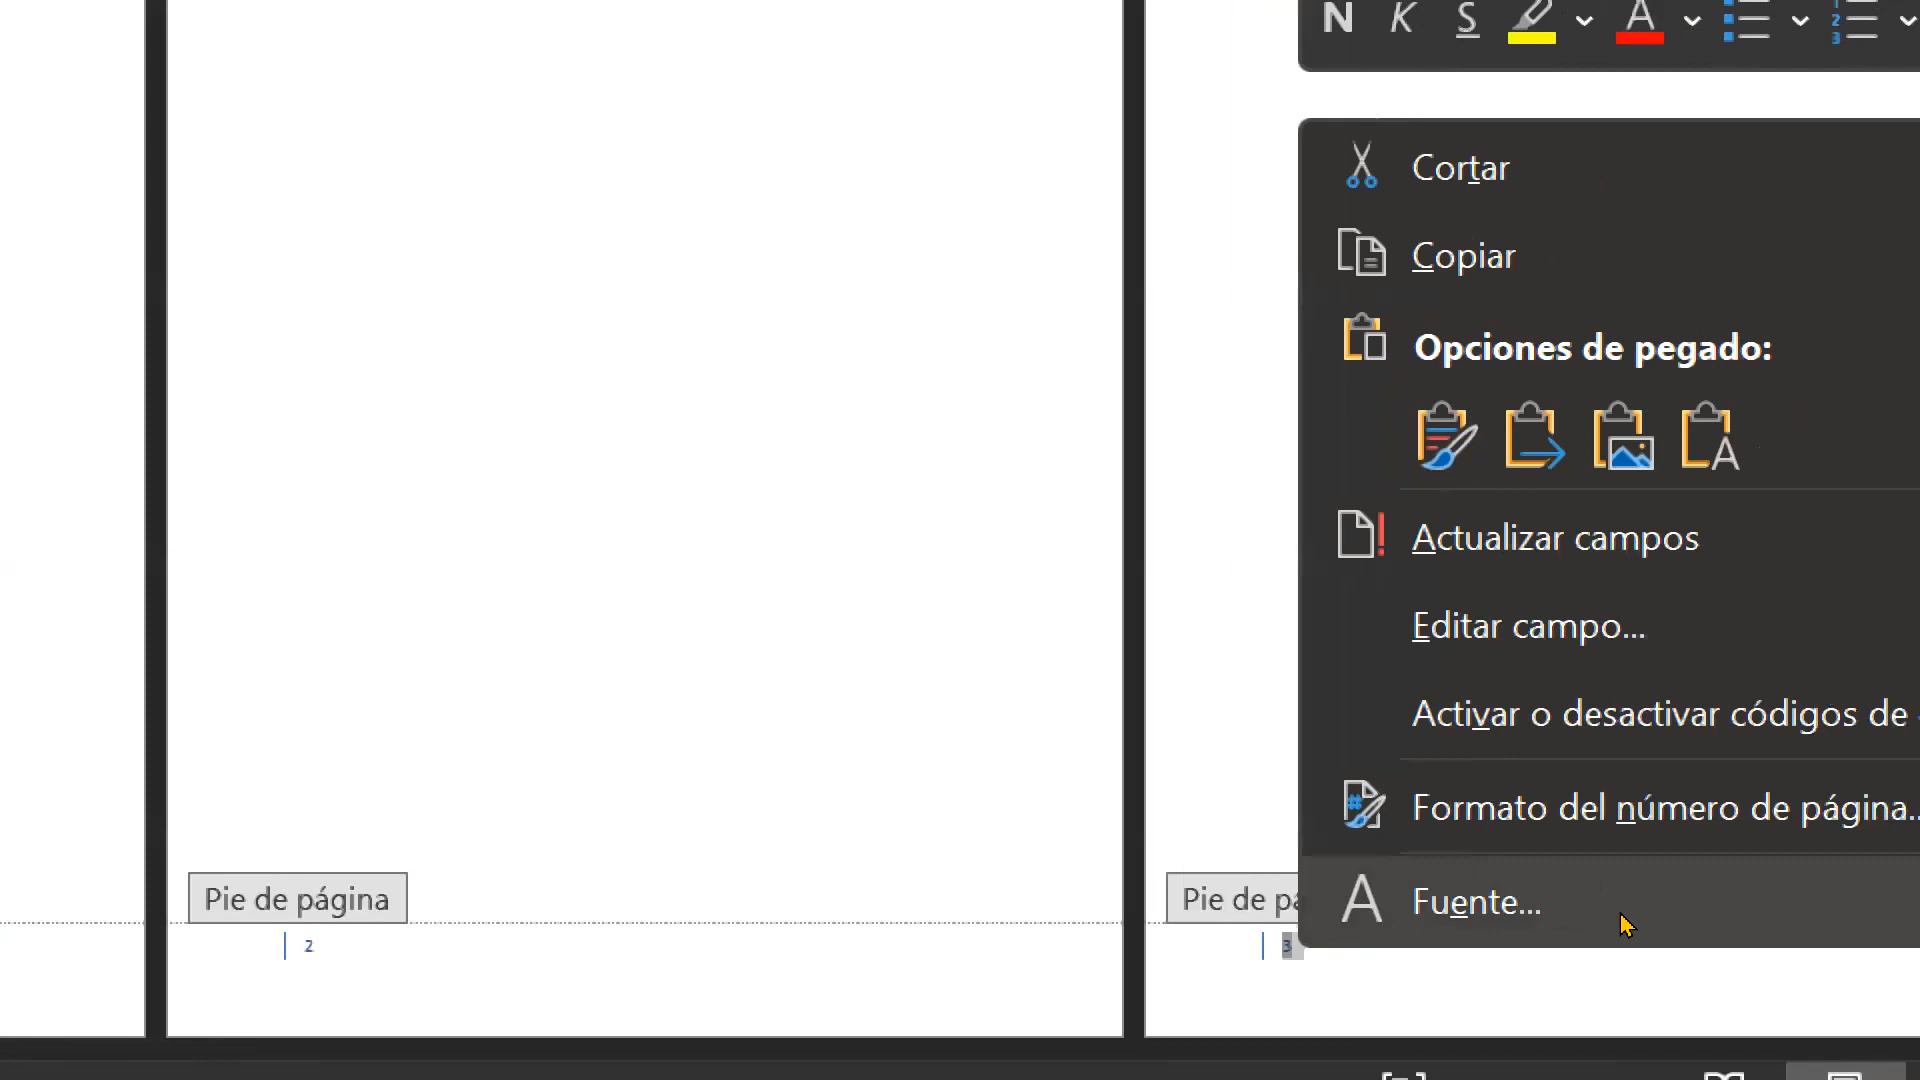 N K S A
Cortar
Copiar
Opciones de pegado:
Actualizar campos
Editar campo...
Activar o desactivar códigos de
Formato del número de página..
Fuente...
Pie de página
2
Pie de pá
3